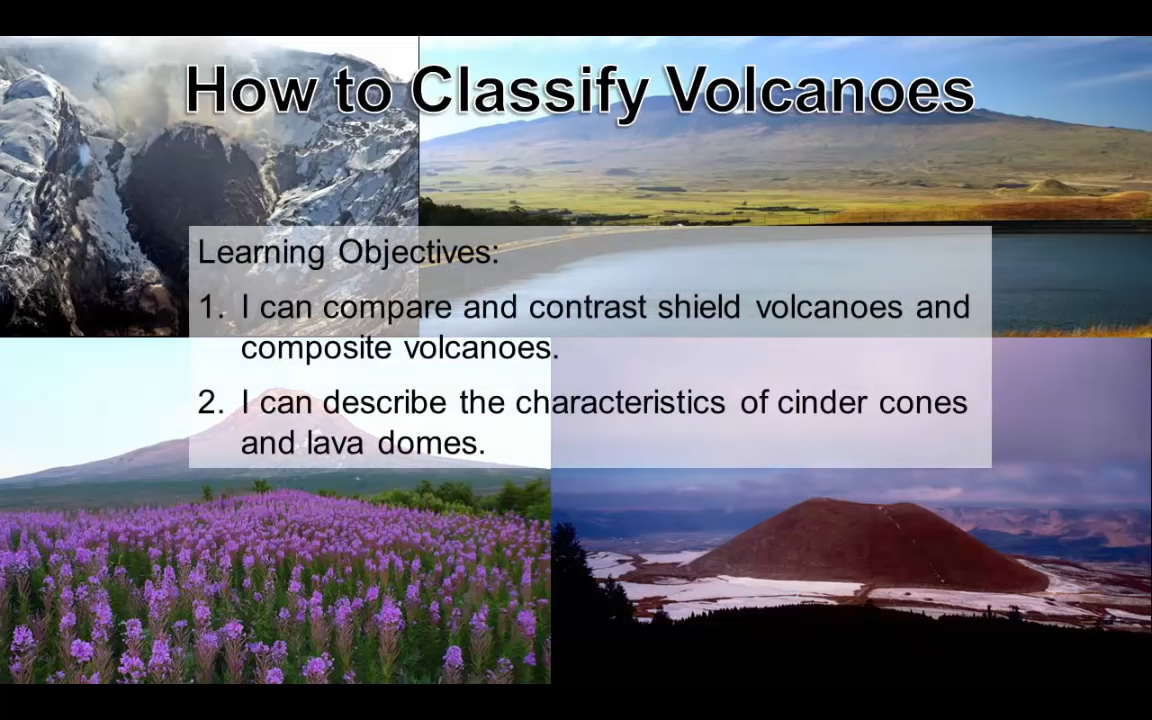 How to Classify Volcanoes
Learning Objectives:
1. I can compare and contrast shield volcanoes and
composite volcanoes.
2. I can describe the characteristics of cinder cones
and lava domes.